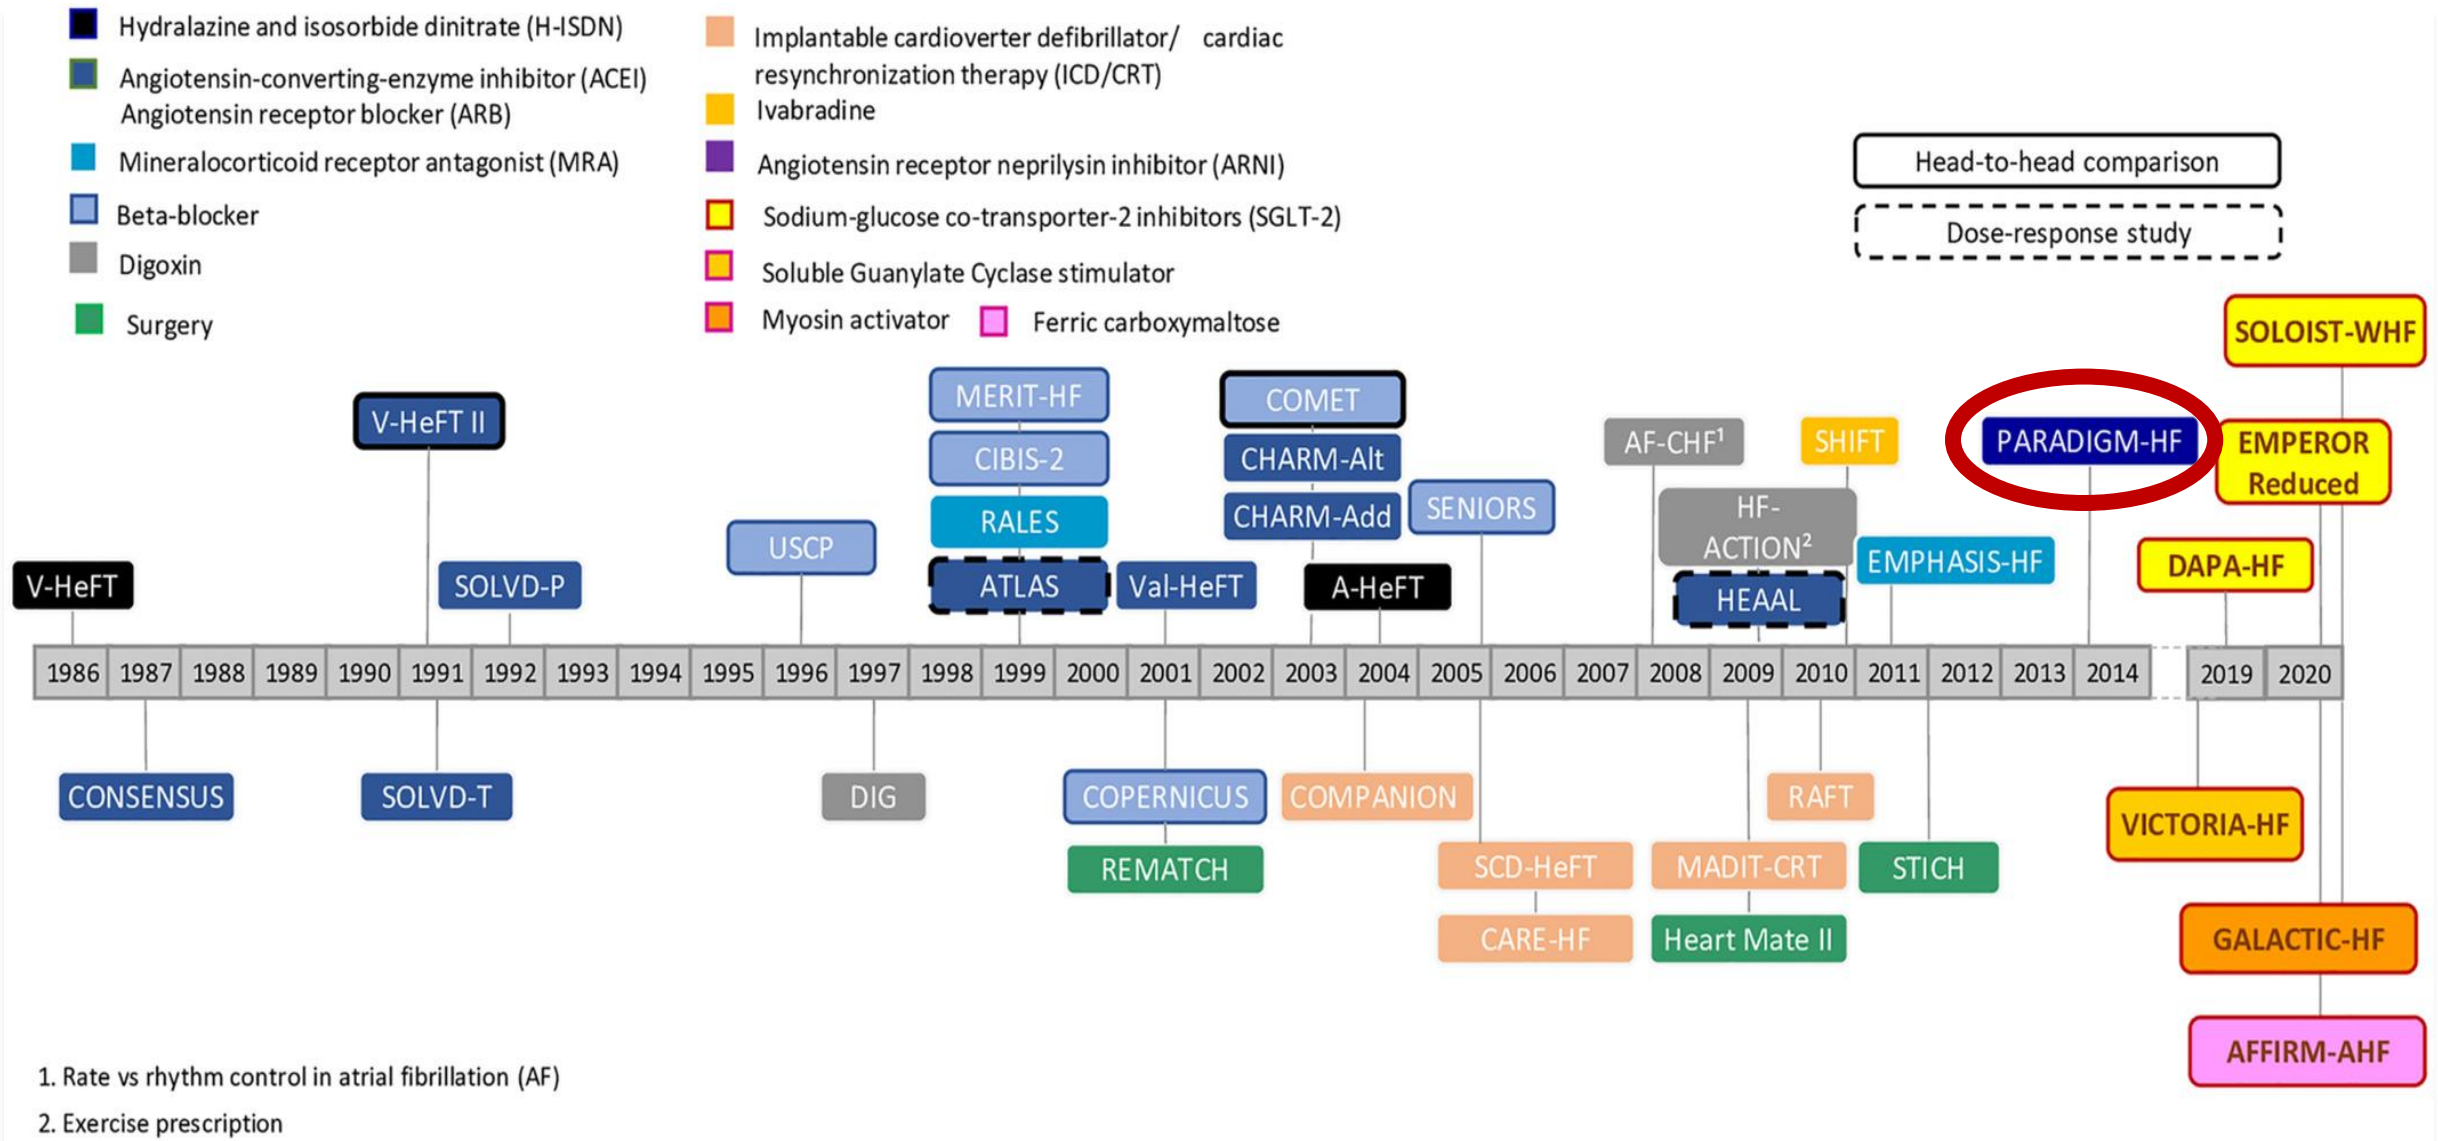 Hydralazine and isosorbide dinitrate (H-ISDN)
Angiotensin-converting-enzyme inhibitor (ACEI)
Angiotensin receptor blocker (ARB)
Mineralocorticoid receptor antagonist (MRA)
Beta-blocker
Digoxin
Surgery
Implantable cardioverter defibrillator/ cardiac
resynchronization therapy (ICD/CRT)
Ivabradine
Angiotensin receptor neprilysin inhibitor (ARNI)
Sodium-glucose co-transporter-2 inhibitors (SGLT-2)
Soluble Guanylate Cyclase stimulator
Myosin activator
Ferric carboxymaltose
Head-to-head comparison
Dose-response study
SOLOIST-WHF
V-HeFT II
MERIT-HF
COMET
AF-CHF¹
SHIFT
PARADIGM-HF
EMPEROR
Reduced
CIBIS-2
CHARM-Alt
RALES
CHARM-Add
SENIORS
HF-
ACTION²
USCP
EMPHASIS-HF
DAPA-HF
V-HeFT
SOLVD-P
ATLAS
Val-HeFT
A-HeFT
HEAAL
1986 1987 1988 1989 1990 1991 1992 1993 1994 1995 1996 1997 1998 1999 2000 2001 2002 2003 2004 2005 2006 2007 2008 2009 2010 2011 2012 2013 2014 2019 2020
CONSENSUS
SOLVD-T
DIG
COPERNICUS
COMPANION
RAFT
VICTORIA-HF
REMATCH
SCD-HeFT
MADIT-CRT
STICH
CARE-HF
Heart Mate II
GALACTIC-HF
AFFIRM-AHF
1. Rate vs rhythm control in atrial fibrillation (AF)
2. Exercise prescription